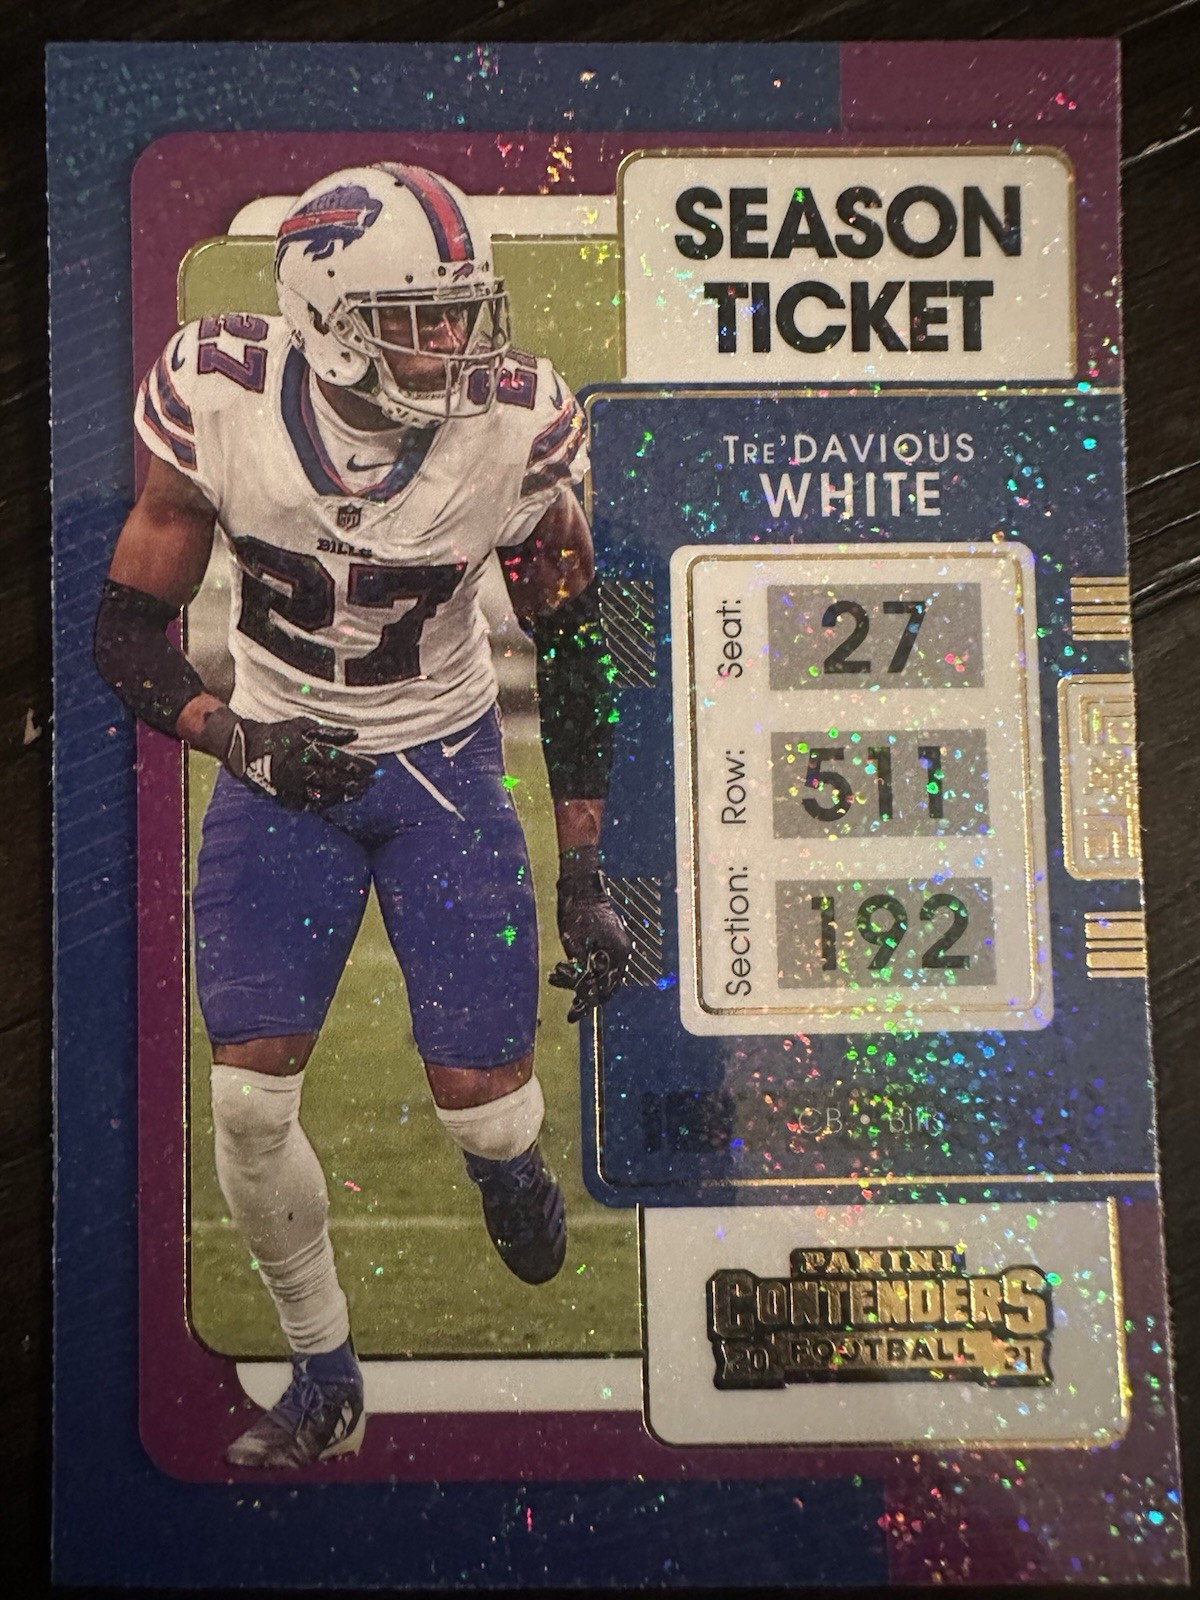 SEASON
TICKET
TRE'DAVIOUS
WHITE
27
27
BILLS
27
Seat: 27
Row: 511
Section: 192
CB • Bills
PANINI
CONTENDERS
20 FOOTBALL 21